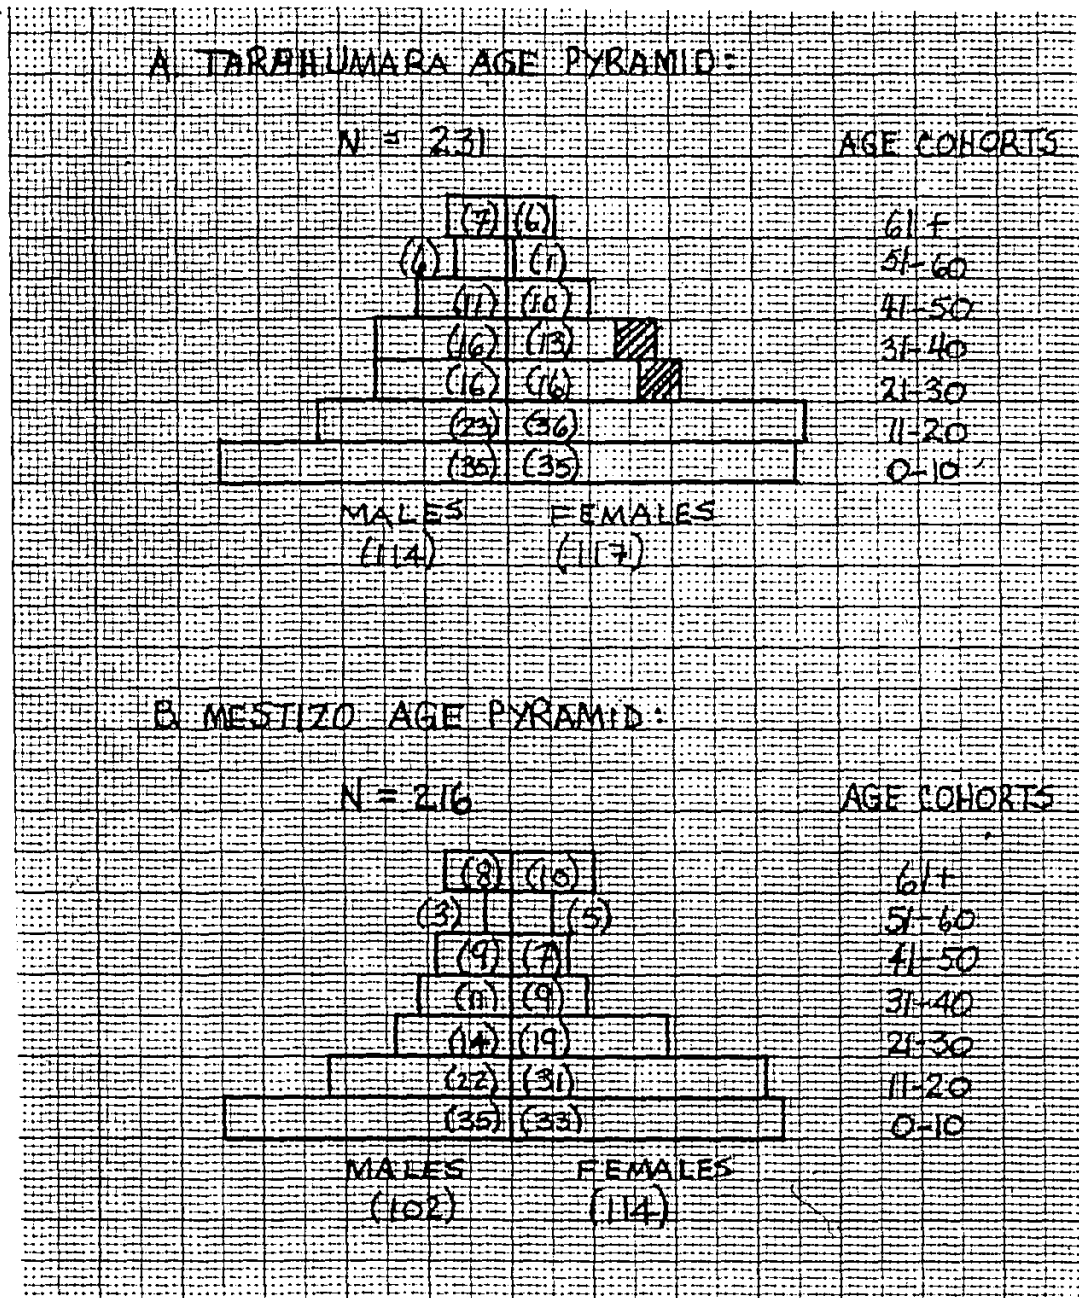 A. TARAHUMARA AGE PYRAMID:
N = 231 AGE COHORTS
(7) (6) 61+
(6) (1) 51-60
(11) (10) 41-50
(16) (13) 31-40
(16) (16) 21-30
(23) (36) 11-20
(35) (35) 0-10
MALES FEMALES
(114) (117)
B. MESTIZO AGE PYRAMID:
N = 216 AGE COHORTS
(8) (10) 61+
(3) (5) 51-60
(9) (7) 41-50
(11) (9) 31-40
(14) (19) 21-30
(22) (31) 11-20
(35) (33) 0-10
MALES FEMALES
(102) (114)